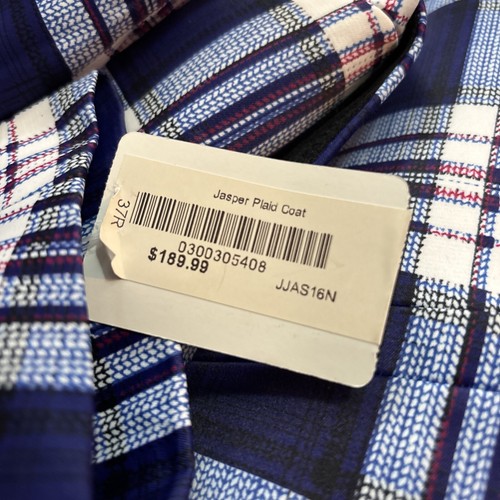 Jasper Plaid Coat
37R
0300305408
$189.99
JJAS16N